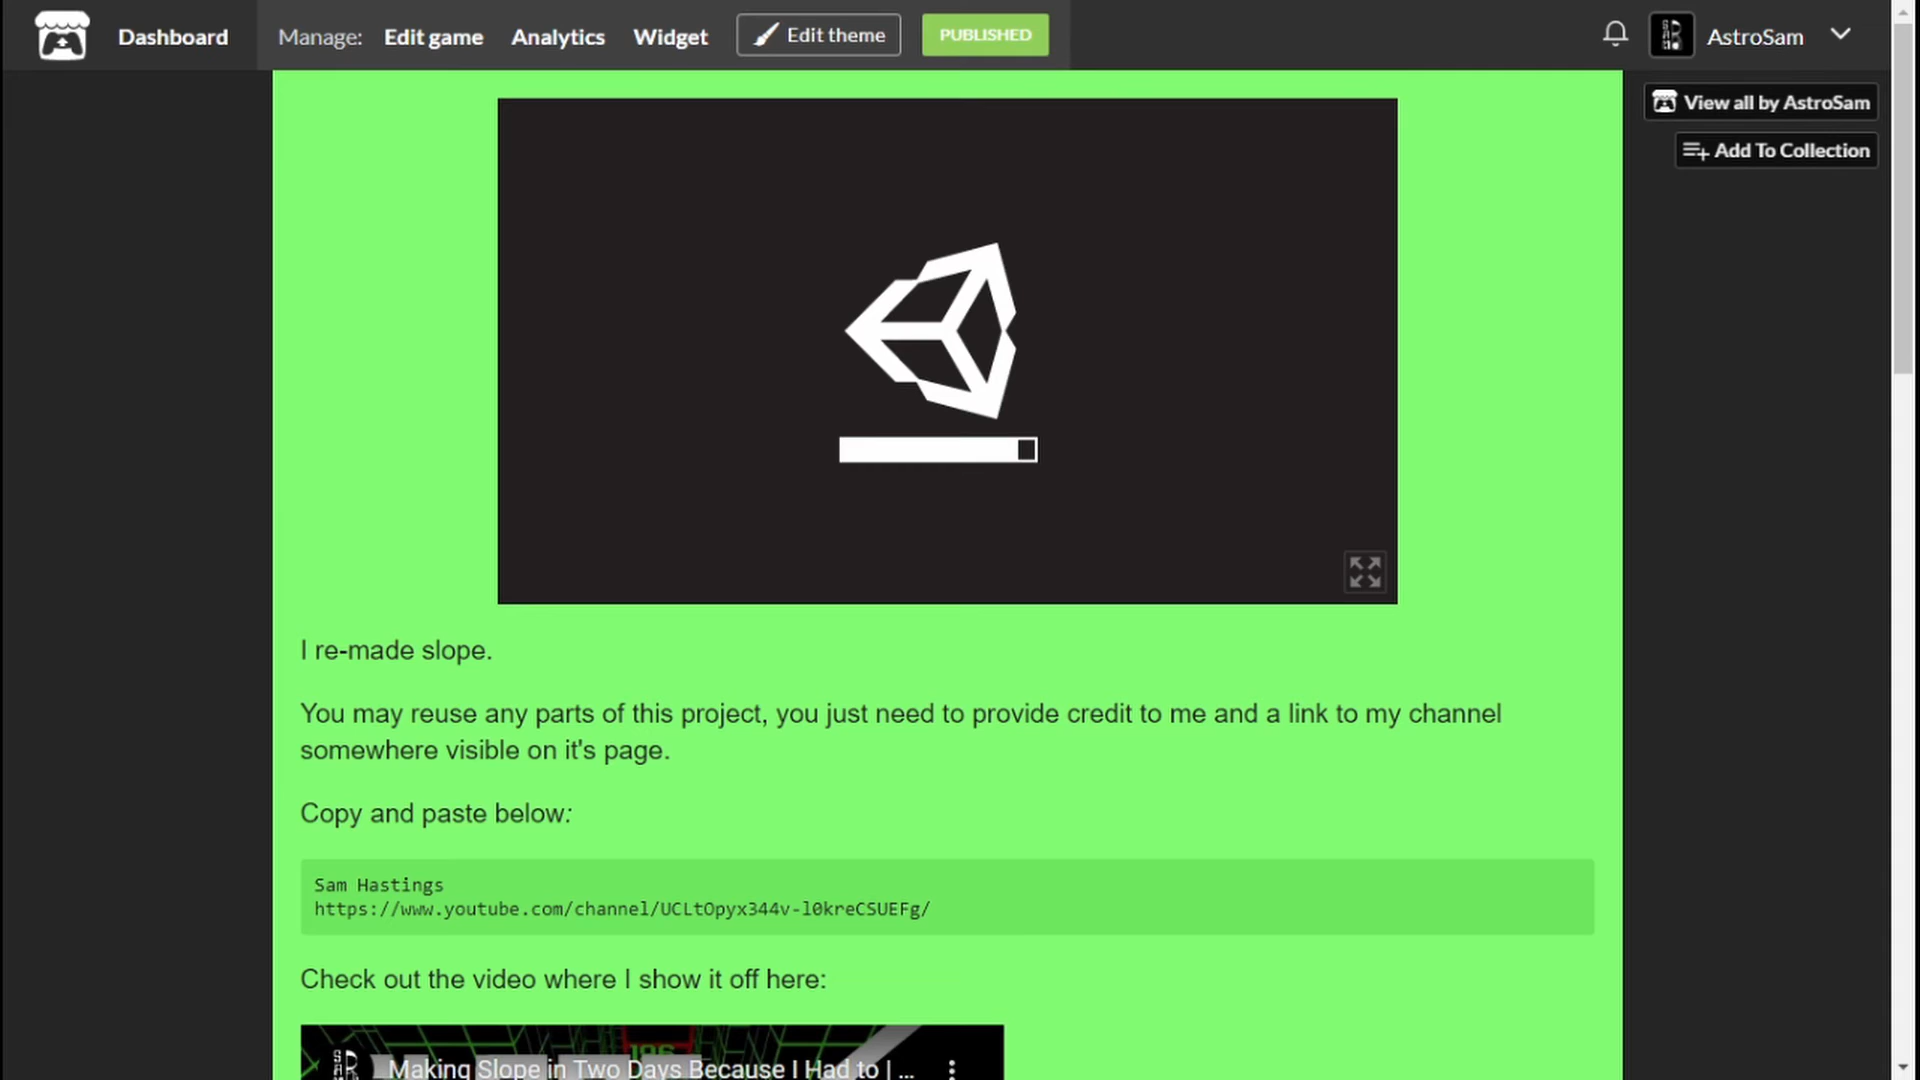 Dashboard Manage: Edit game Analytics Widget Edit theme PUBLISHED AstroSam
View all by AstroSam
Add To Collection
I re-made slope.
You may reuse any parts of this project, you just need to provide credit to me and a link to my channel
somewhere visible on it's page.
Copy and paste below:
Sam Hastings
https://www.youtube.com/channel/UCLtOpyx344v-l0kreCSUEFg/
Check out the video where I show it off here:
Making Slope in Two Days Because I Had to | ...